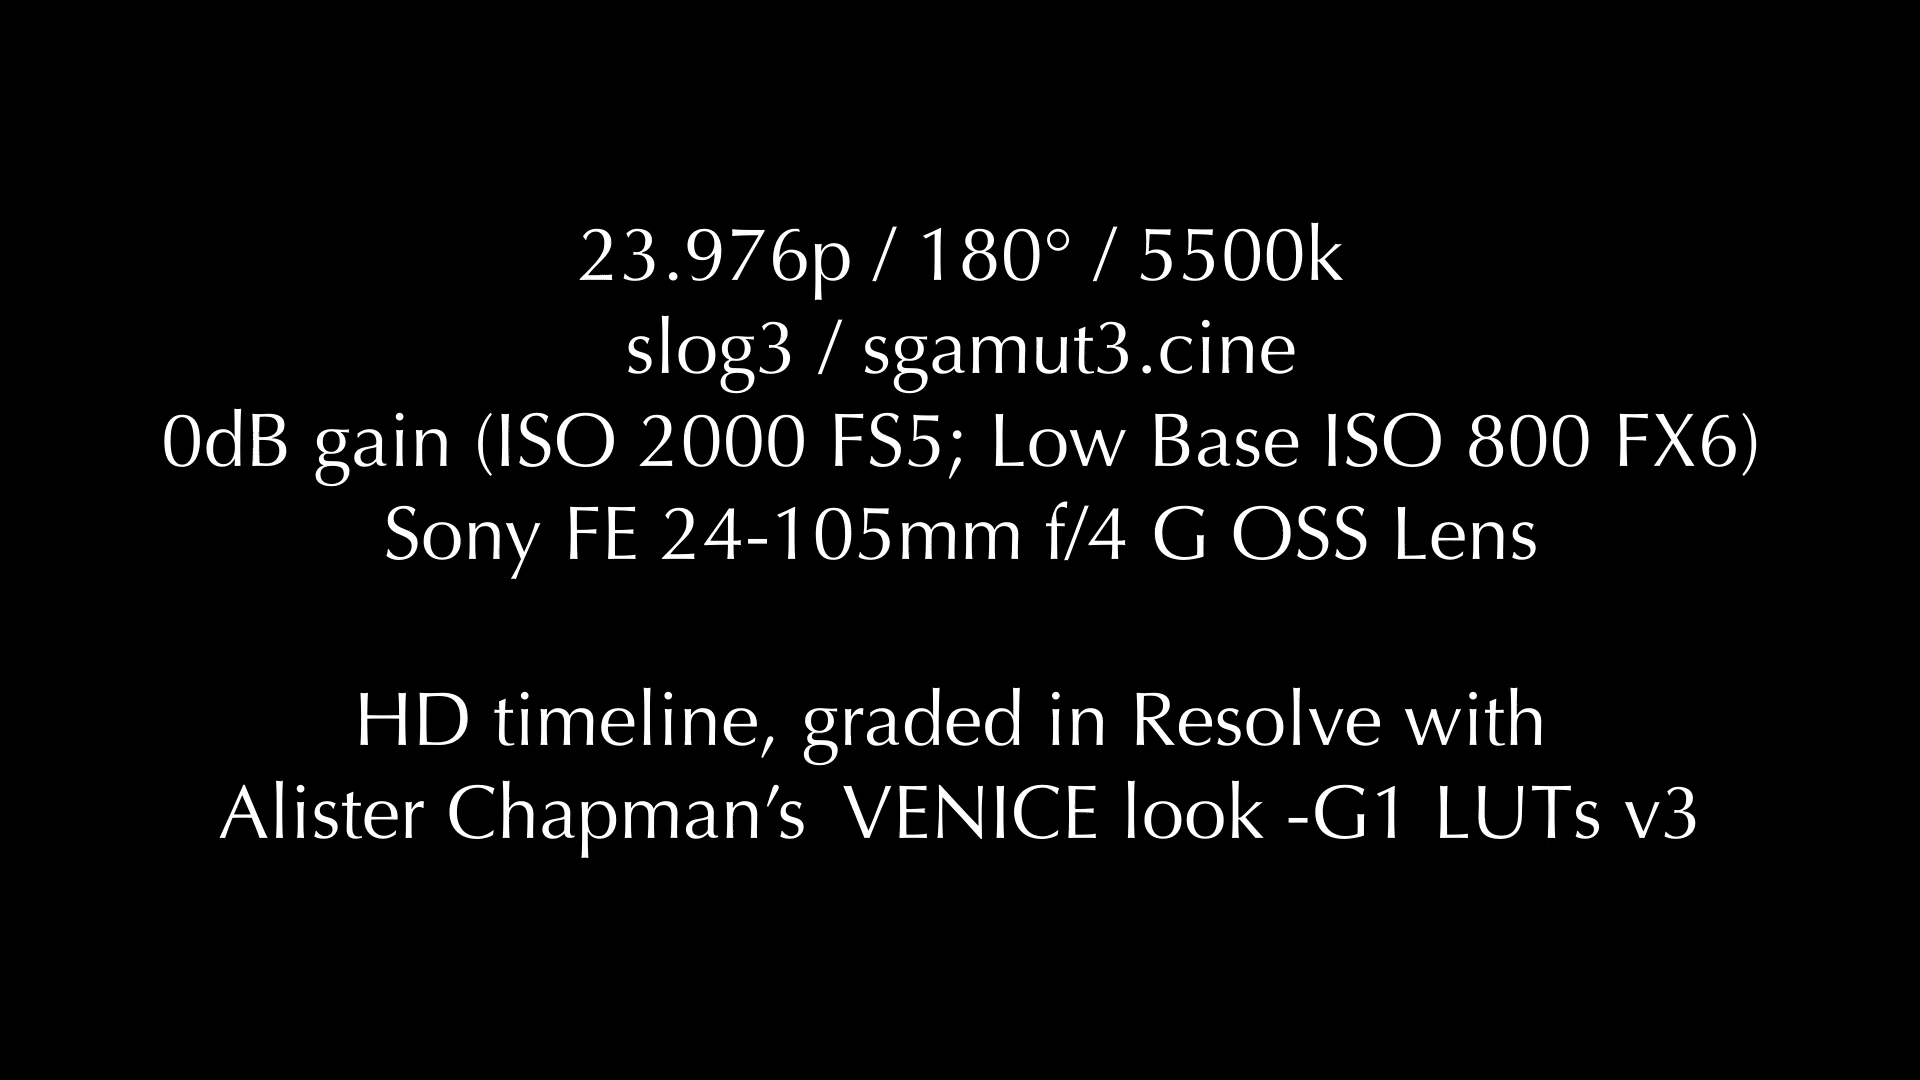 23.976p / 180° / 5500k
slog3 / sgamut3.cine
0dB gain (ISO 2000 FS5; Low Base ISO 800 FX6)
Sony FE 24-105mm f/4 G OSS Lens
HD timeline, graded in Resolve with
Alister Chapman’s VENICE look -G1 LUTs v3